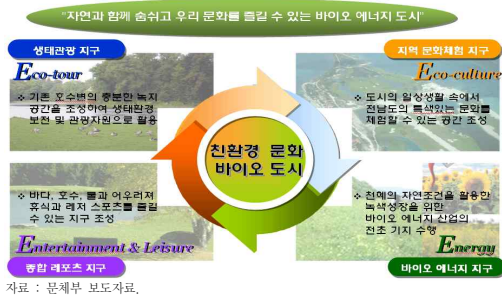 "자연과 함께 숨쉬고 우리 문화를 즐길 수 있는 바이오 에너지 도시"
생태관광 지구
Eco-tour
❖ 기존 호수변의 충분한 녹지
공간을 조성하여 생태환경
보전 및 관광자원으로 활용
지역 문화체험 지구
Eco-culture
❖ 도시의 일상생활 속에서
전남도의 특색있는 문화를
체험할 수 있는 공간 조성
친환경 문화
바이오 도시
❖ 바다, 호수, 물과 어우러져
휴식과 레저 스포츠를 즐길
수 있는 지구 조성
Entertainment & Leisure
종합 레포츠 지구
❖ 천혜의 자연조건을 활용한
녹색성장을 위한
바이오 에너지 산업의
전초 기지 수행
Energy
바이오 에너지 지구
자료 : 문체부 보도자료.